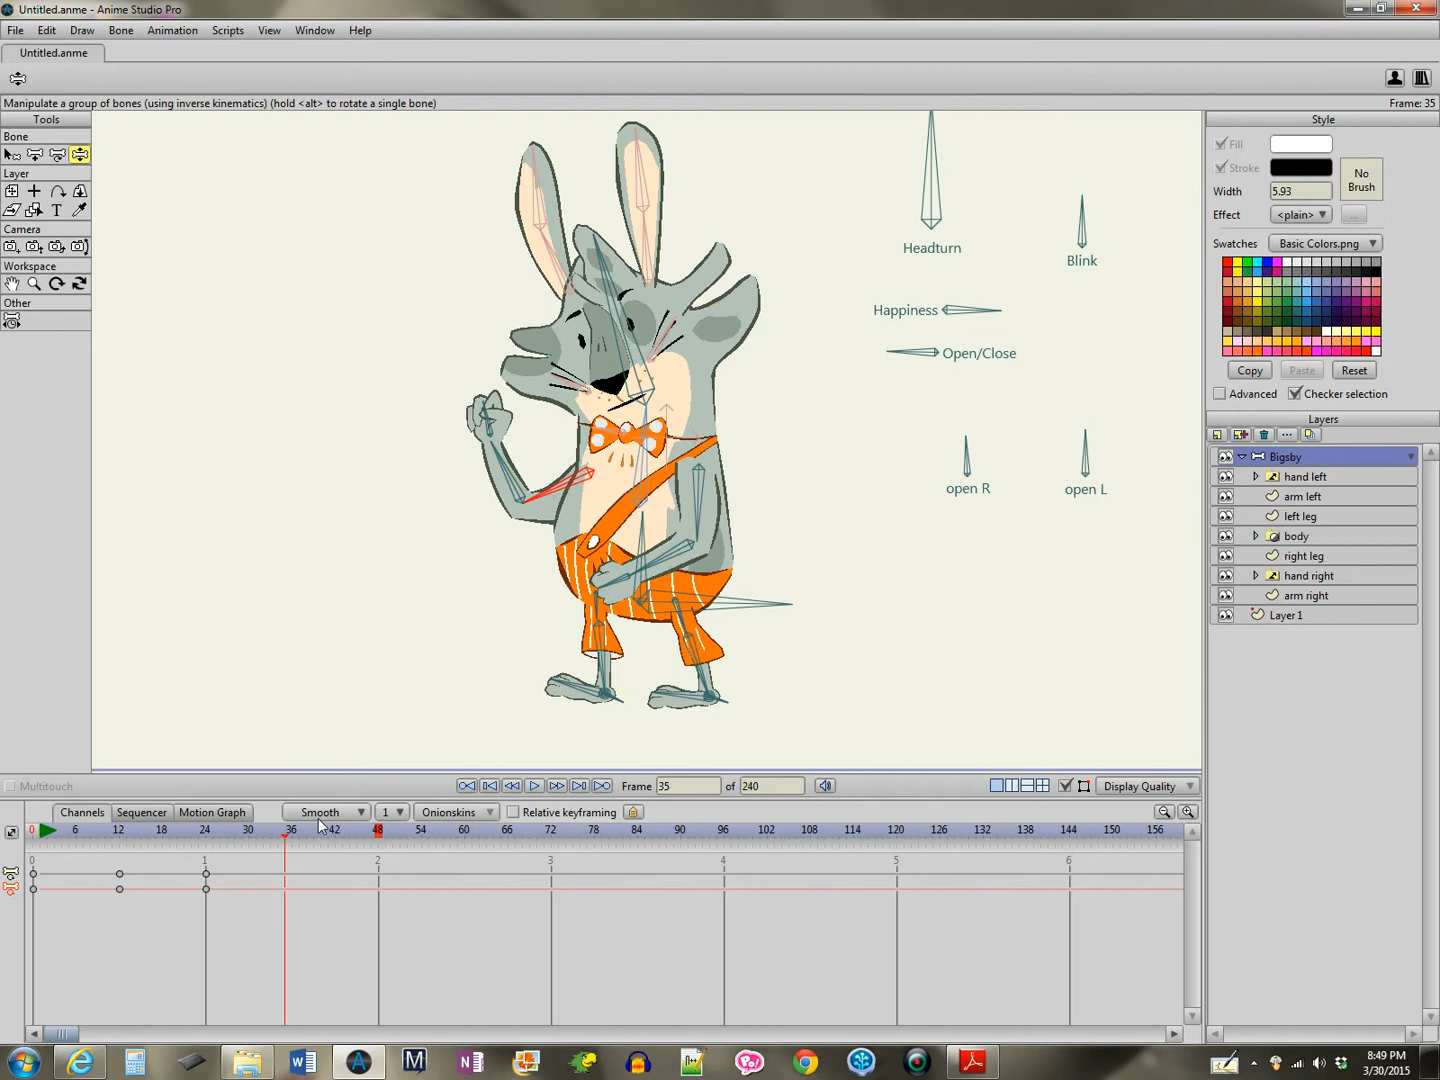 Untitled.anme - Anime Studio Pro
File Edit Draw Bone Animation Scripts View Window Help
Untitled.anme
Manipulate a group of bones (using inverse kinematics) (hold <alt> to rotate a single bone)
Frame: 35
Tools
Bone
Layer
Camera
Workspace
Other
Headturn
Blink
Happiness
Open/Close
open R
open L
Style
Fill
Stroke
No Brush
Width 5.93
Effect <plain> ...
Swatches Basic Colors.png
Copy Paste Reset
Advanced Checker selection
Layers
Bigsby
hand left
arm left
left leg
body
right leg
hand right
arm right
Layer 1
Multitouch
Frame 35 of 240
Display Quality
Channels Sequencer Motion Graph Smooth 1 Onionskins Relative keyframing
0 6 12 18 24 30 36 42 48 54 60 66 72 78 84 90 96 102 108 114 120 126 132 138 144 150 156
0 1 2 3 4 5 6
8:49 PM
3/30/2015